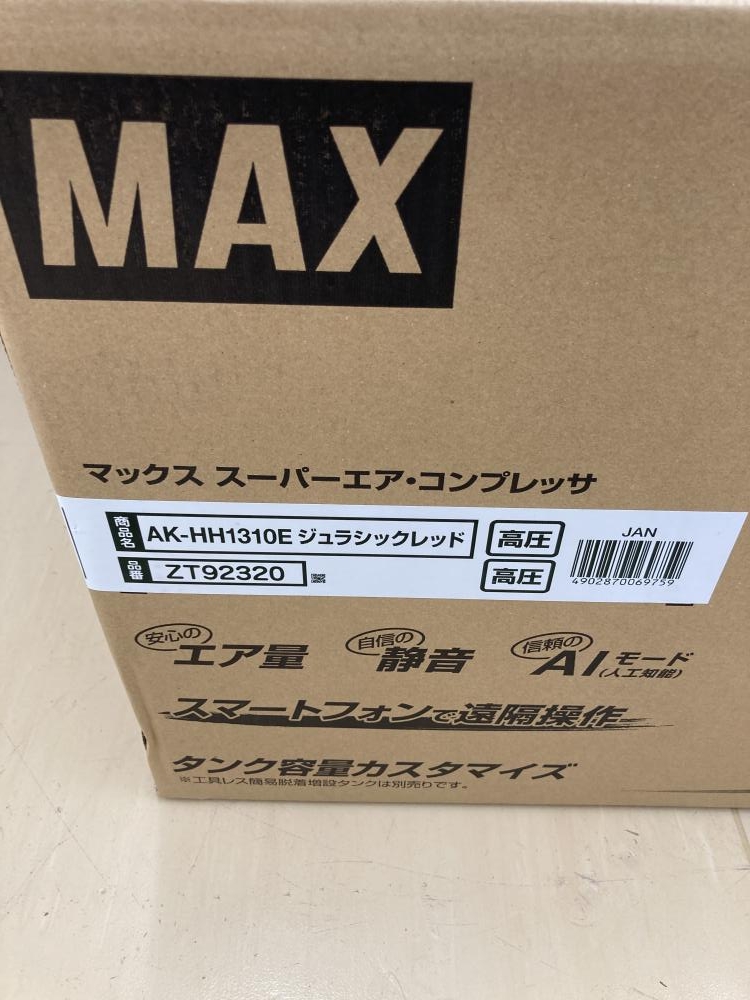 MAX
マックス スーパーエア・コンプレッサ
商品名 AK-HH1310E ジュラシックレッド 高圧 JAN
品番 ZT92320 高圧 4902870069759
安心の エア量 自信の 静音 信頼の AIモード(人工知能)
スマートフォンで遠隔操作
タンク容量カスタマイズ
※工具レス簡易脱着増設タンクは別売りです。